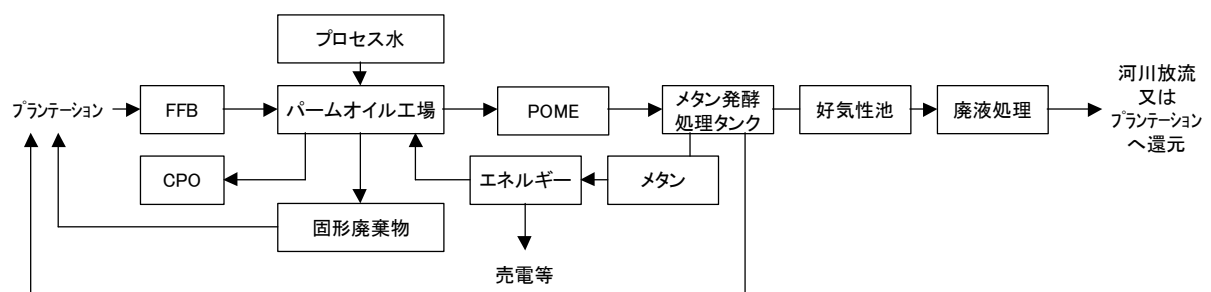 プロセス水
プランテーション
FFB
パームオイル工場
POME
メタン発酵
処理タンク
好気性池
廃液処理
河川放流
又は
プランテーション
へ還元
CPO
エネルギー
メタン
固形廃棄物
売電等